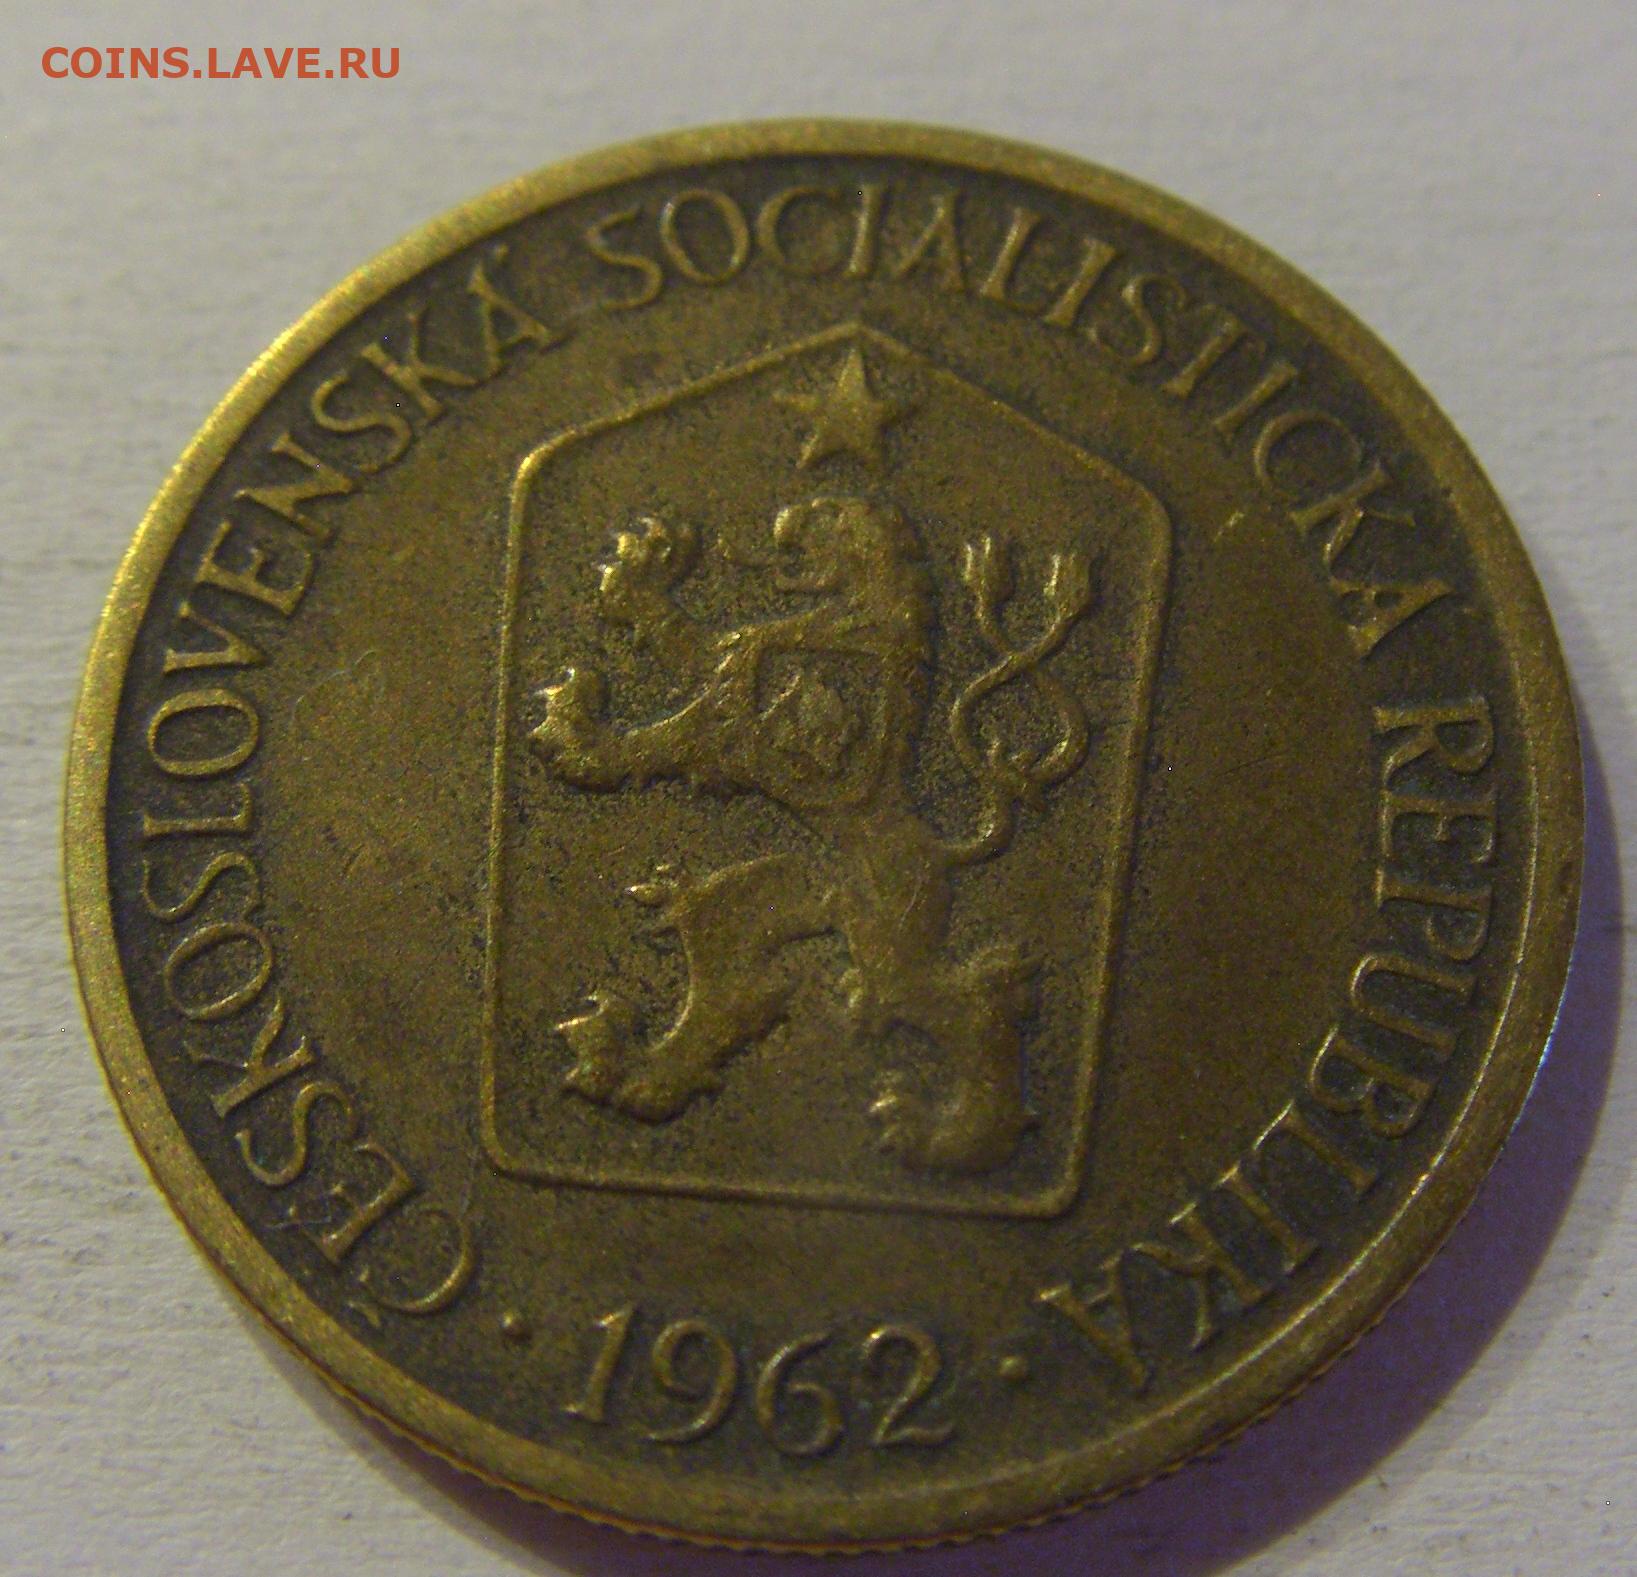 COINS.LAVE.RU
ČESKOSLOVENSKÁ SOCIALISTICKÁ REPUBLIKA
· 1962 ·